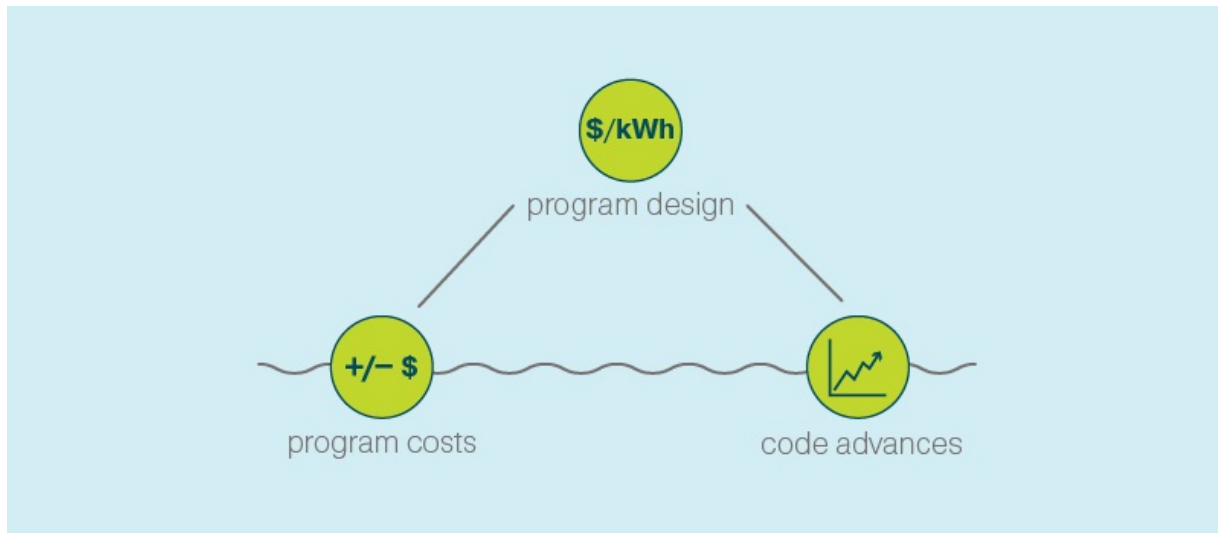 $/kWh
program design
+/− $
program costs
code advances